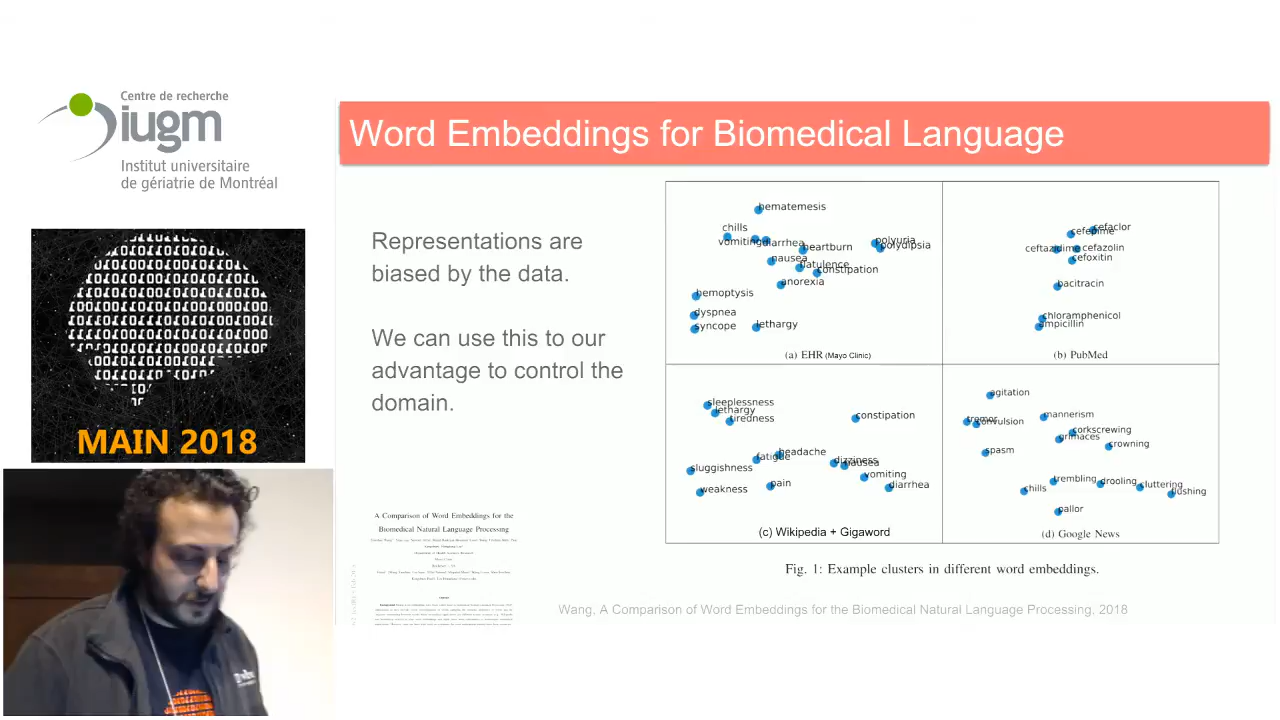 Centre de recherche
iugm
Institut universitaire
de gériatrie de Montréal
MAIN 2018
Word Embeddings for Biomedical Language
Representations are
biased by the data.
We can use this to our
advantage to control the
domain.
hematemesis
chills
vomiting
diarrhea
heartburn
polyuria
polydipsia
nausea
flatulence
constipation
anorexia
hemoptysis
dyspnea
syncope
lethargy
(a) EHR (Mayo Clinic)
cefaclor
cefepime
ceftazidime
cefazolin
cefoxitin
bacitracin
chloramphenicol
ampicillin
(b) PubMed
sleeplessness
lethargy
tiredness
constipation
headache
fatigue
dizziness
nausea
sluggishness
vomiting
weakness
pain
diarrhea
(c) Wikipedia + Gigaword
agitation
tremor
convulsion
mannerism
corkscrewing
grimaces
crowning
spasm
trembling
drooling
cluttering
chills
flushing
pallor
(d) Google News
Fig. 1: Example clusters in different word embeddings.
A Comparison of Word Embeddings for the
Biomedical Natural Language Processing
Wang, A Comparison of Word Embeddings for the Biomedical Natural Language Processing, 2018